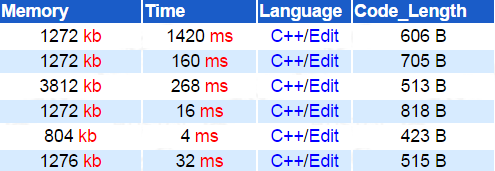 Memory Time Language Code_Length
1272 kb 1420 ms C++/Edit 606 B
1272 kb 160 ms C++/Edit 705 B
3812 kb 268 ms C++/Edit 513 B
1272 kb 16 ms C++/Edit 818 B
804 kb 4 ms C++/Edit 423 B
1276 kb 32 ms C++/Edit 515 B